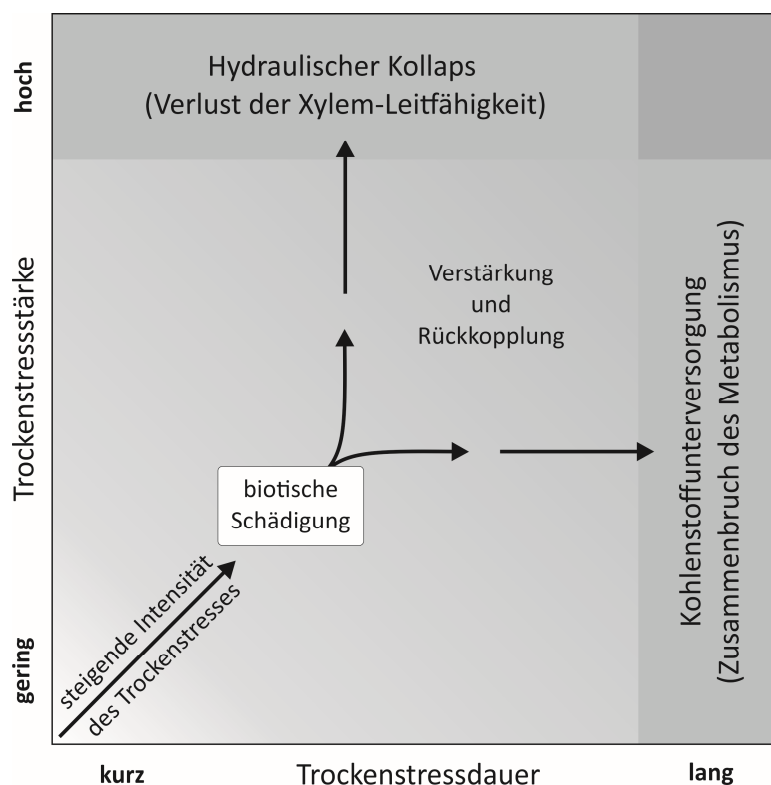 hoch
Hydraulischer Kollaps
(Verlust der Xylem-Leitfähigkeit)
Trockenstressstärke
Verstärkung
und
Rückkopplung
Kohlenstoffunterversorgung
(Zusammenbruch des Metabolismus)
biotische
Schädigung
steigende Intensität
des Trockenstresses
gering
kurz
Trockenstressdauer
lang